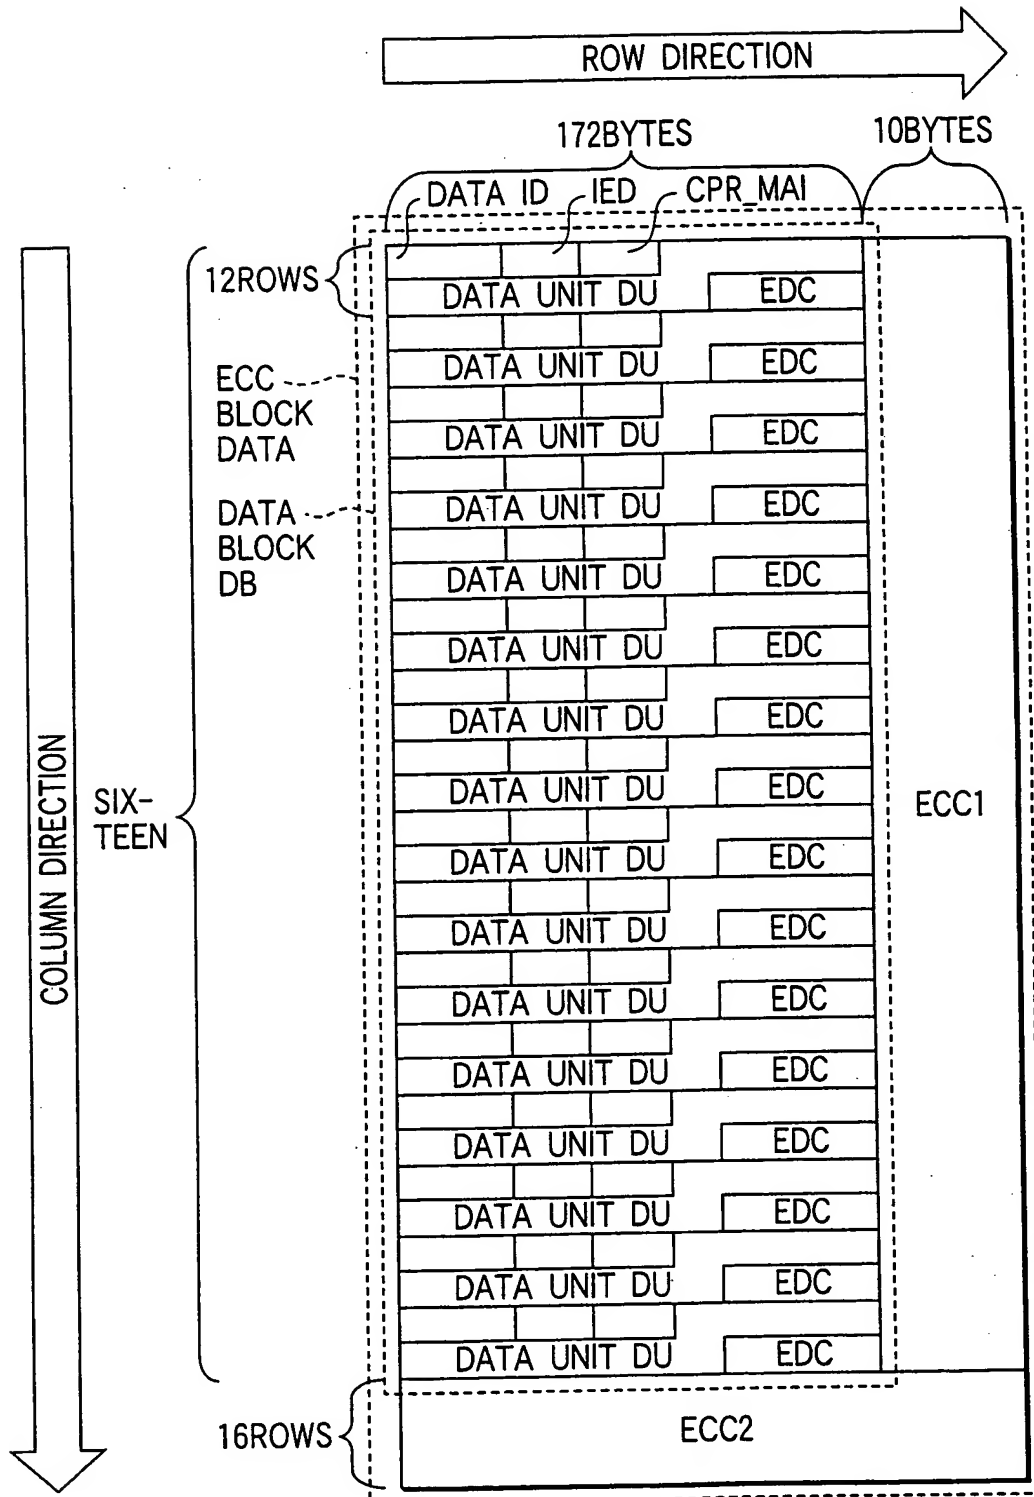 ROW DIRECTION
172BYTES
10BYTES
DATA ID
IED
CPR_MAI
12ROWS
DATA UNIT DU
EDC
DATA UNIT DU
EDC
ECC
BLOCK
DATA
DATA UNIT DU
EDC
DATA UNIT DU
EDC
DATA
BLOCK
DB
DATA UNIT DU
EDC
DATA UNIT DU
EDC
DATA UNIT DU
EDC
DATA UNIT DU
EDC
COLUMN DIRECTION
SIX-
TEEN
ECC1
DATA UNIT DU
EDC
DATA UNIT DU
EDC
DATA UNIT DU
EDC
DATA UNIT DU
EDC
DATA UNIT DU
EDC
DATA UNIT DU
EDC
DATA UNIT DU
EDC
DATA UNIT DU
EDC
16ROWS
ECC2